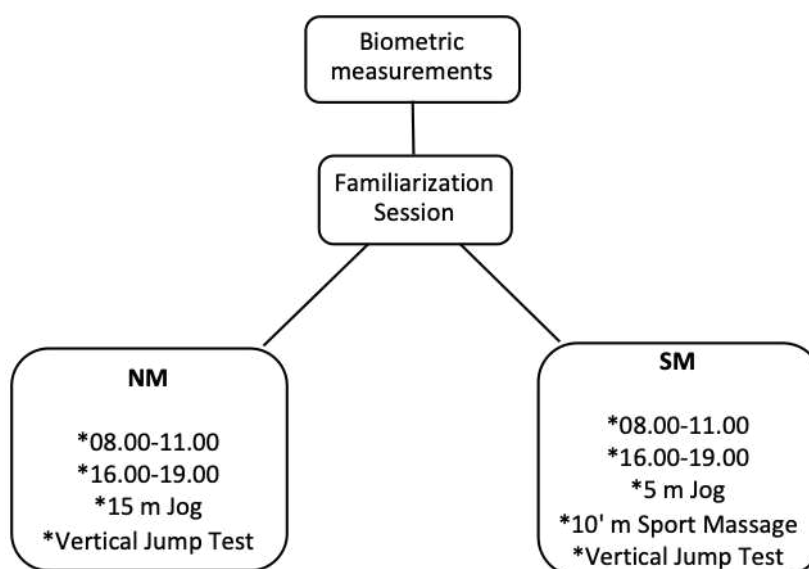 Biometric
measurements
Familiarization
Session
NM
*08.00-11.00
*16.00-19.00
*15 m Jog
*Vertical Jump Test
SM
*08.00-11.00
*16.00-19.00
*5 m Jog
*10' m Sport Massage
*Vertical Jump Test